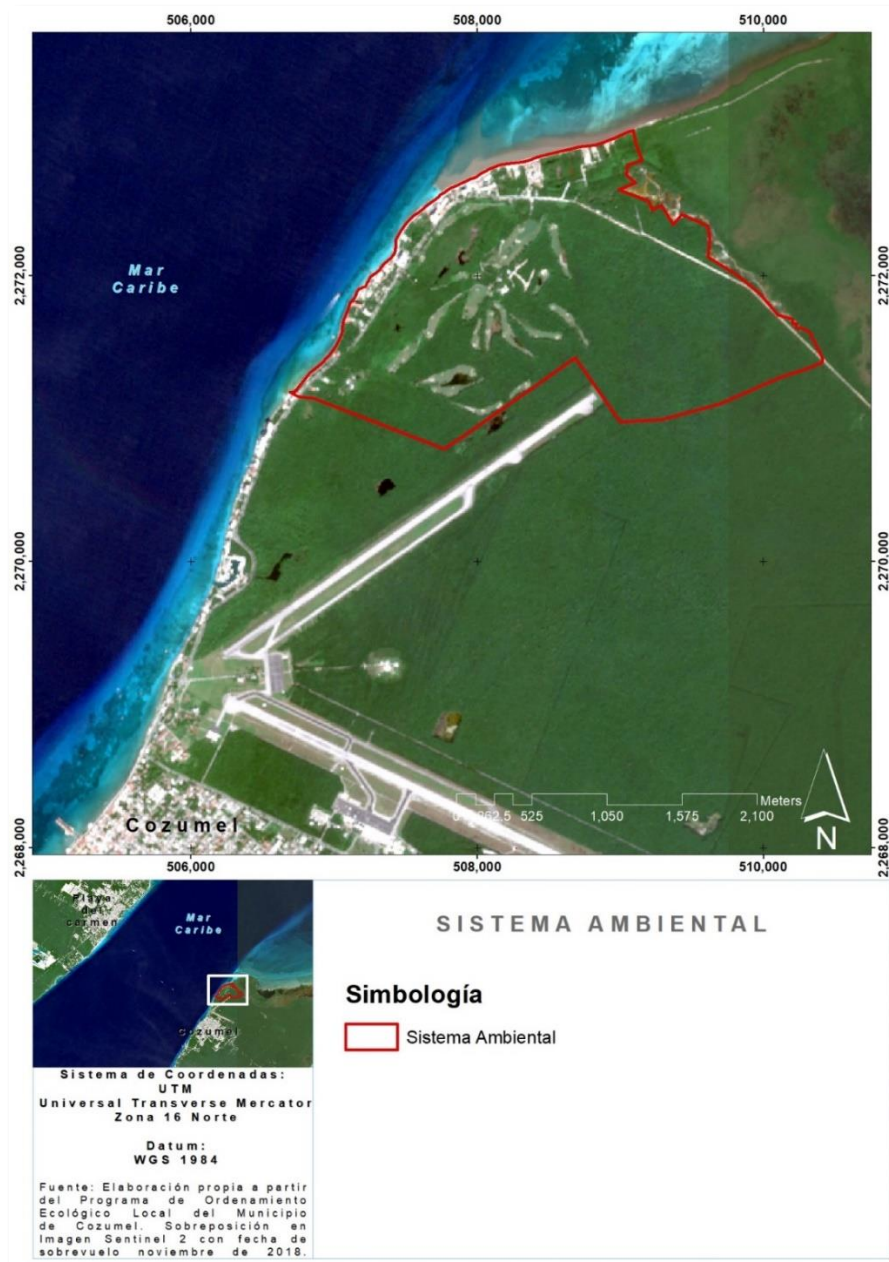 506,000 508,000 510,000
2,272,000 2,272,000
Mar
Caribe
2,270,000 2,270,000
Cozumel
Meters
525 1,050 1,575 2,100
N
2,268,000 2,268,000
506,000 508,000 510,000
Playa
del
carmen
Mar
Caribe
Cozumel
Sistema de Coordenadas:
UTM
Universal Transverse Mercator
Zona 16 Norte
Datum:
WGS 1984
Fuente: Elaboración propia a partir
del Programa de Ordenamiento
Ecológico Local del Municipio
de Cozumel. Sobreposición en
Imagen Sentinel 2 con fecha de
sobrevuelo noviembre de 2018.
SISTEMA AMBIENTAL
Simbología
Sistema Ambiental